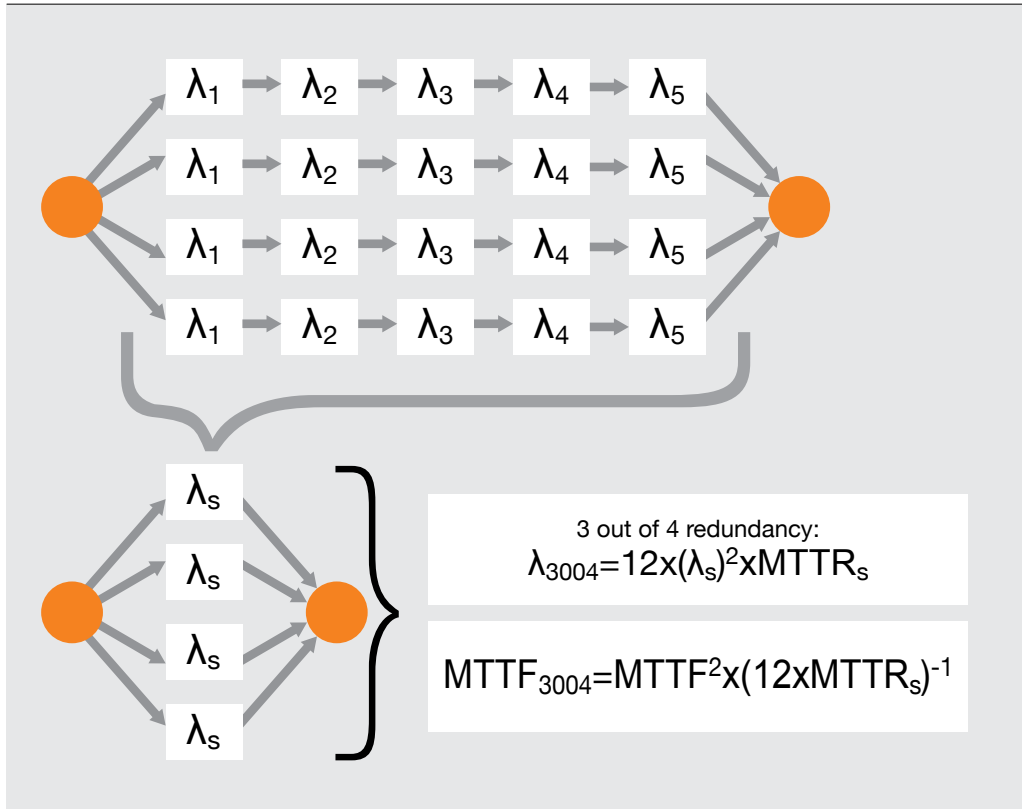 λ1 λ2 λ3 λ4 λ5
λ1 λ2 λ3 λ4 λ5
λ1 λ2 λ3 λ4 λ5
λ1 λ2 λ3 λ4 λ5
λs
λs
λs
λs
3 out of 4 redundancy:
λ3004=12x(λs)²xMTTRs
MTTF3004=MTTF²x(12xMTTRs)⁻¹